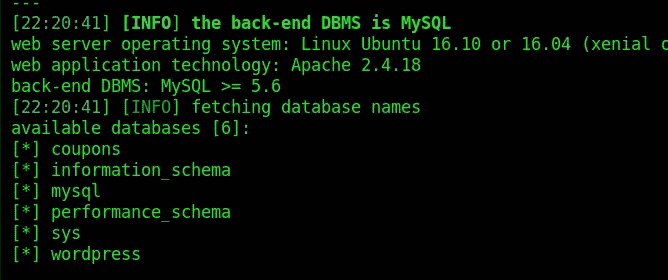 ---
[22:20:41] [INFO] the back-end DBMS is MySQL
web server operating system: Linux Ubuntu 16.10 or 16.04 (xenial
web application technology: Apache 2.4.18
back-end DBMS: MySQL >= 5.6
[22:20:41] [INFO] fetching database names
available databases [6]:
[*] coupons
[*] information_schema
[*] mysql
[*] performance_schema
[*] sys
[*] wordpress